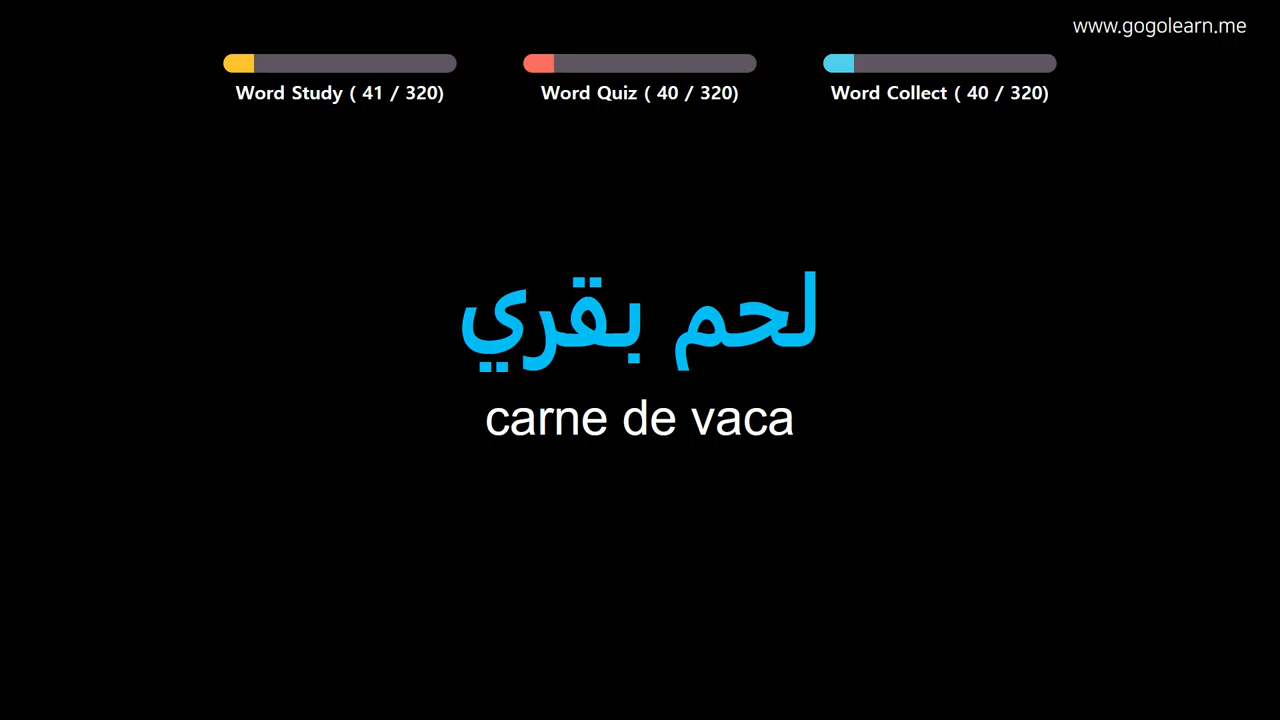 www.gogolearn.me
Word Study ( 41 / 320)
Word Quiz ( 40 / 320)
Word Collect ( 40 / 320)
لحم بقري
carne de vaca